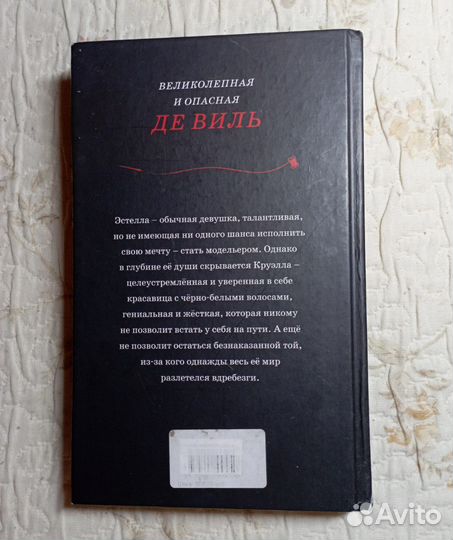 ВЕЛИКОЛЕПНАЯ
И ОПАСНАЯ
ДЕ ВИЛЬ
Эстелла – обычная девушка, талантливая,
но не имеющая ни одного шанса исполнить
свою мечту – стать модельером. Однако
в глубине её души скрывается Круэлла –
целеустремлённая и уверенная в себе
красавица с чёрно-белыми волосами,
гениальная и жёсткая, которая никому
не позволит встать у себя на пути. А ещё
не позволит остаться безнаказанной той,
из-за кого однажды весь её мир
разлетелся вдребезги.
Avito